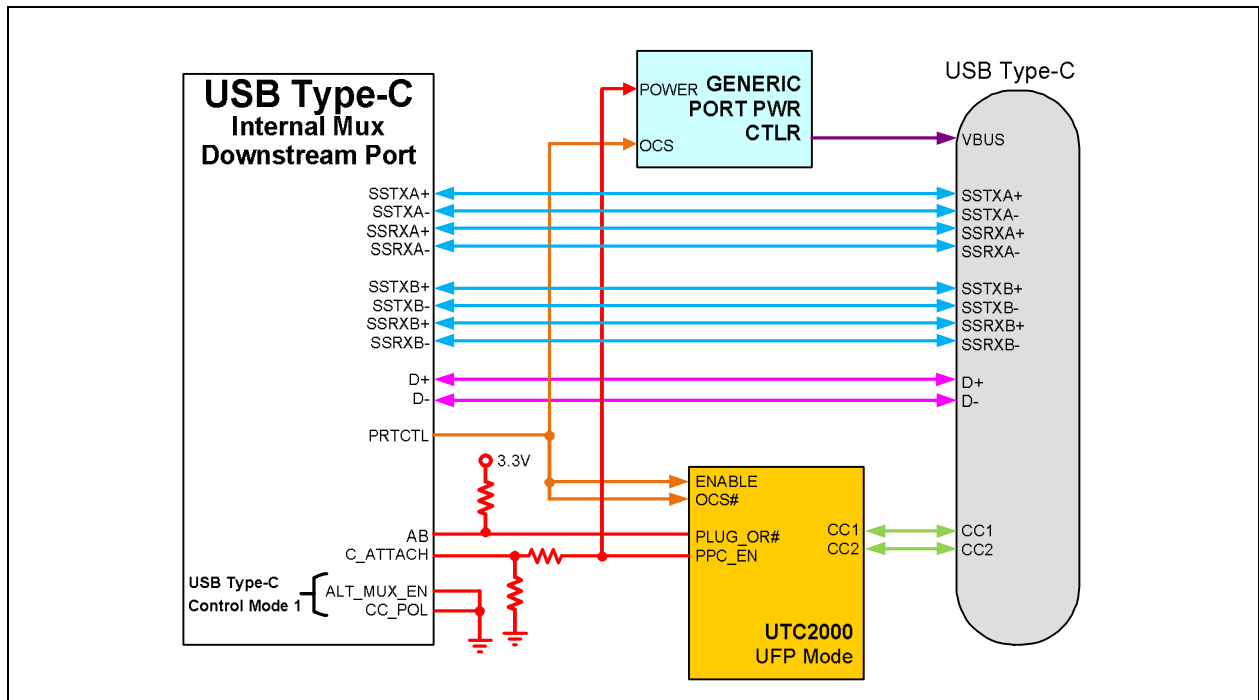 USB Type-C
Internal Mux
Downstream Port
SSTXA+
SSTXA-
SSRXA+
SSRXA-
SSTXB+
SSTXB-
SSRXB+
SSRXB-
D+
D-
PRTCTL
3.3V
AB
C_ATTACH
USB Type-C
Control Mode 1
ALT_MUX_EN
CC_POL
POWER
GENERIC
PORT PWR
CTLR
OCS
ENABLE
OCS#
PLUG_OR#
PPC_EN
CC1
CC2
UTC2000
UFP Mode
USB Type-C
VBUS
SSTXA+
SSTXA-
SSRXA+
SSRXA-
SSTXB+
SSTXB-
SSRXB+
SSRXB-
D+
D-
CC1
CC2